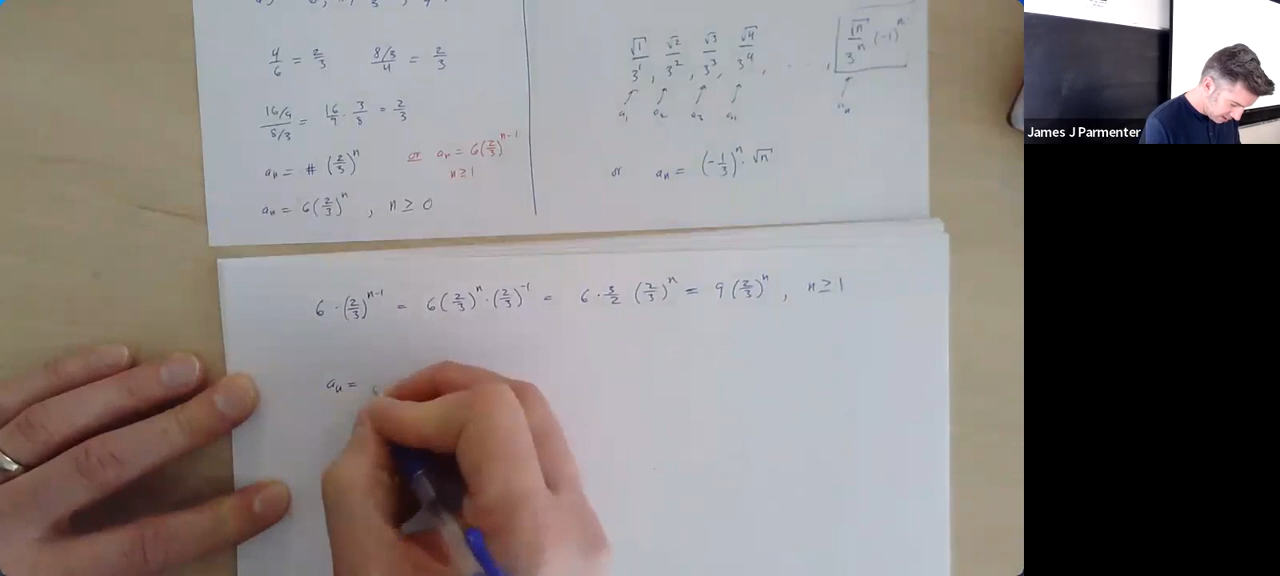 4/6 = 2/3    (8/3)/4 = 2/3
(16/9)/(8/3) = 16/9 · 3/8 = 2/3
aₙ = # (2/3)ⁿ
or aₙ = 6(2/3)ⁿ⁻¹
n ≥ 1
aₙ = 6(2/3)ⁿ , n ≥ 0
√1/3¹ , √2/3² , √3/3³ , √4/3⁴ , . . . . , √n/3ⁿ (-1)ⁿ
a₁ a₂ a₃ a₄ aₙ
or aₙ = (-1/3)ⁿ · √n
6 · (2/3)ⁿ⁻¹ = 6(2/3)ⁿ · (2/3)⁻¹ = 6 · 3/2 (2/3)ⁿ = 9(2/3)ⁿ , n ≥ 1
aₙ =
James J Parmenter